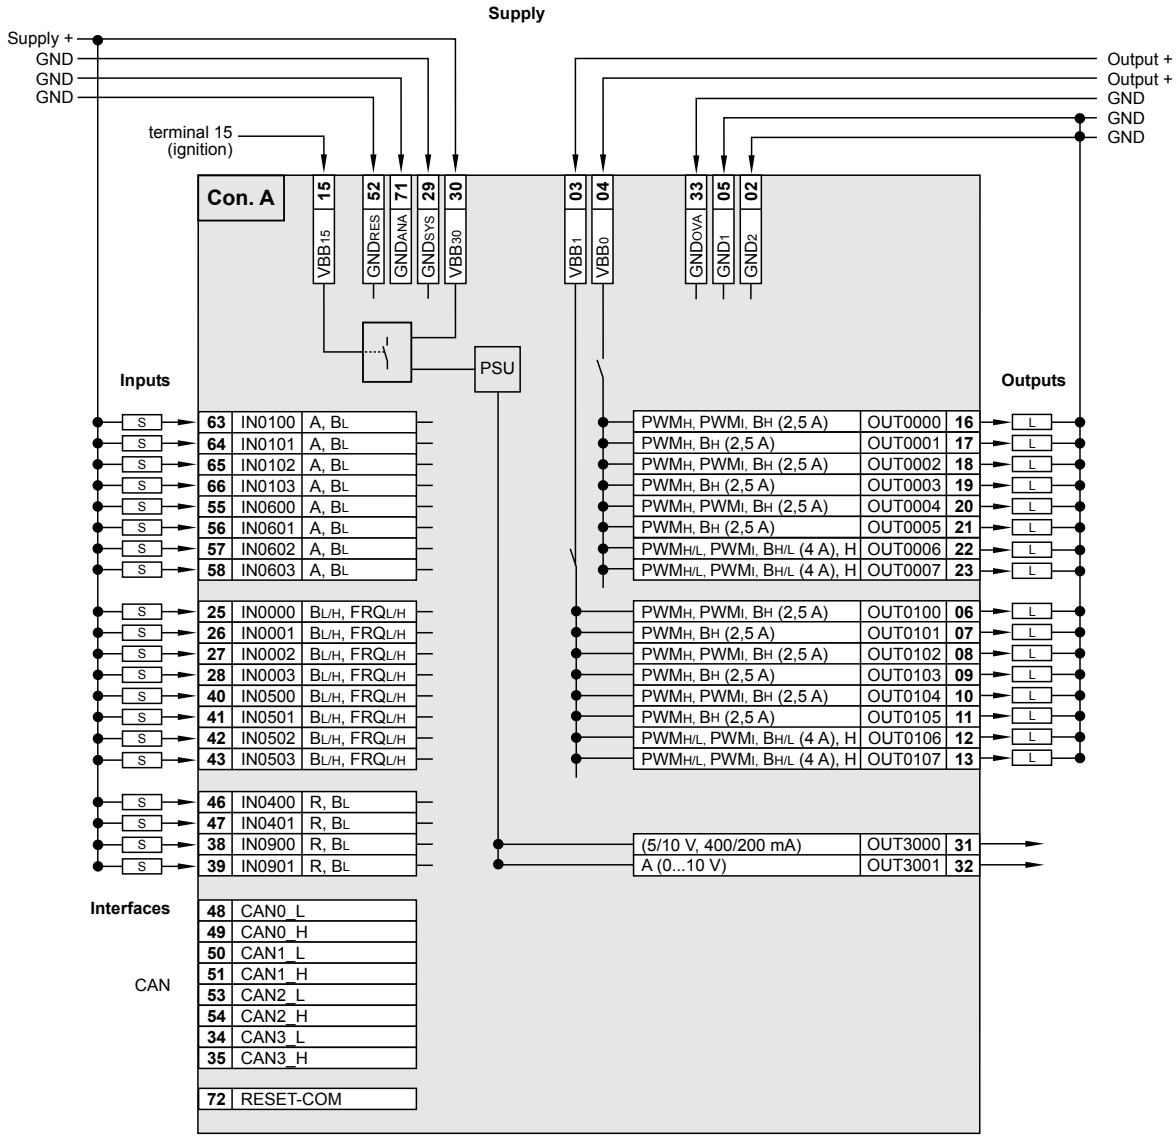 Supply
Supply +
GND
GND
GND
Output +
Output +
GND
GND
GND
terminal 15
(ignition)
Con. A
15 VBB15
52 GNDRES
71 GNDANA
29 GNDSYS
30 VBB30
03 VBB1
04 VBB0
33 GNDOVA
05 GND1
02 GND2
PSU
Inputs
Outputs
S 63 IN0100 A, BL
S 64 IN0101 A, BL
S 65 IN0102 A, BL
S 66 IN0103 A, BL
S 55 IN0600 A, BL
S 56 IN0601 A, BL
S 57 IN0602 A, BL
S 58 IN0603 A, BL
PWMH, PWMI, BH (2,5 A) OUT0000 16 L
PWMH, BH (2,5 A) OUT0001 17 L
PWMH, PWMI, BH (2,5 A) OUT0002 18 L
PWMH, BH (2,5 A) OUT0003 19 L
PWMH, PWMI, BH (2,5 A) OUT0004 20 L
PWMH, BH (2,5 A) OUT0005 21 L
PWMH/L, PWMI, BH/L (4 A), H OUT0006 22 L
PWMH/L, PWMI, BH/L (4 A), H OUT0007 23 L
S 25 IN0000 BL/H, FRQL/H
S 26 IN0001 BL/H, FRQL/H
S 27 IN0002 BL/H, FRQL/H
S 28 IN0003 BL/H, FRQL/H
S 40 IN0500 BL/H, FRQL/H
S 41 IN0501 BL/H, FRQL/H
S 42 IN0502 BL/H, FRQL/H
S 43 IN0503 BL/H, FRQL/H
PWMH, PWMI, BH (2,5 A) OUT0100 06 L
PWMH, BH (2,5 A) OUT0101 07 L
PWMH, PWMI, BH (2,5 A) OUT0102 08 L
PWMH, BH (2,5 A) OUT0103 09 L
PWMH, PWMI, BH (2,5 A) OUT0104 10 L
PWMH, BH (2,5 A) OUT0105 11 L
PWMH/L, PWMI, BH/L (4 A), H OUT0106 12 L
PWMH/L, PWMI, BH/L (4 A), H OUT0107 13 L
S 46 IN0400 R, BL
S 47 IN0401 R, BL
S 38 IN0900 R, BL
S 39 IN0901 R, BL
(5/10 V, 400/200 mA) OUT3000 31
A (0...10 V) OUT3001 32
Interfaces
CAN
48 CAN0_L
49 CAN0_H
50 CAN1_L
51 CAN1_H
53 CAN2_L
54 CAN2_H
34 CAN3_L
35 CAN3_H
72 RESET-COM